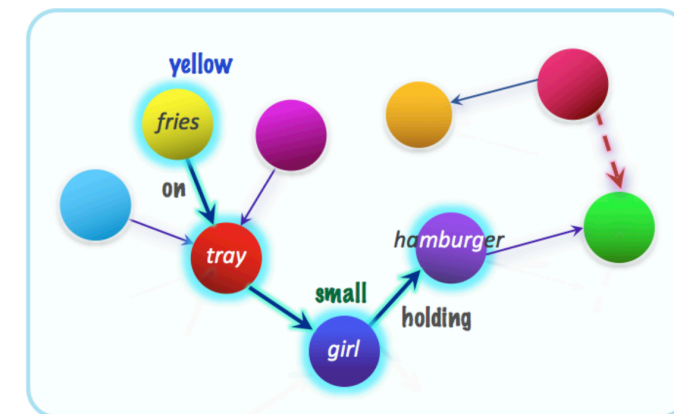 yellow
fries
on
tray
hamburger
small
holding
girl